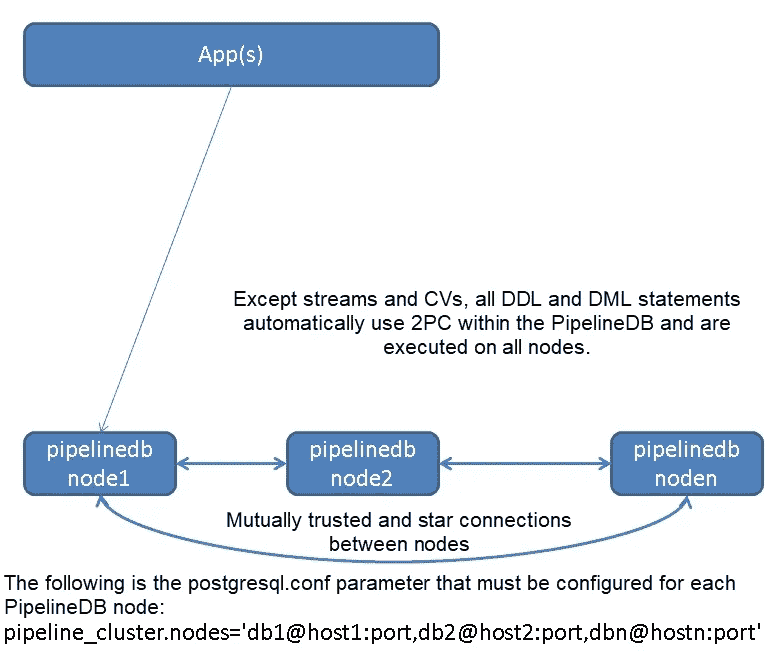 App(s)
Except streams and CVs, all DDL and DML statements
automatically use 2PC within the PipelineDB and are
executed on all nodes.
pipelinedb
node1
pipelinedb
node2
pipelinedb
noden
Mutually trusted and star connections
between nodes
The following is the postgresql.conf parameter that must be configured for each
PipelineDB node:
pipeline_cluster.nodes='db1@host1:port,db2@host2:port,dbn@hostn:port'